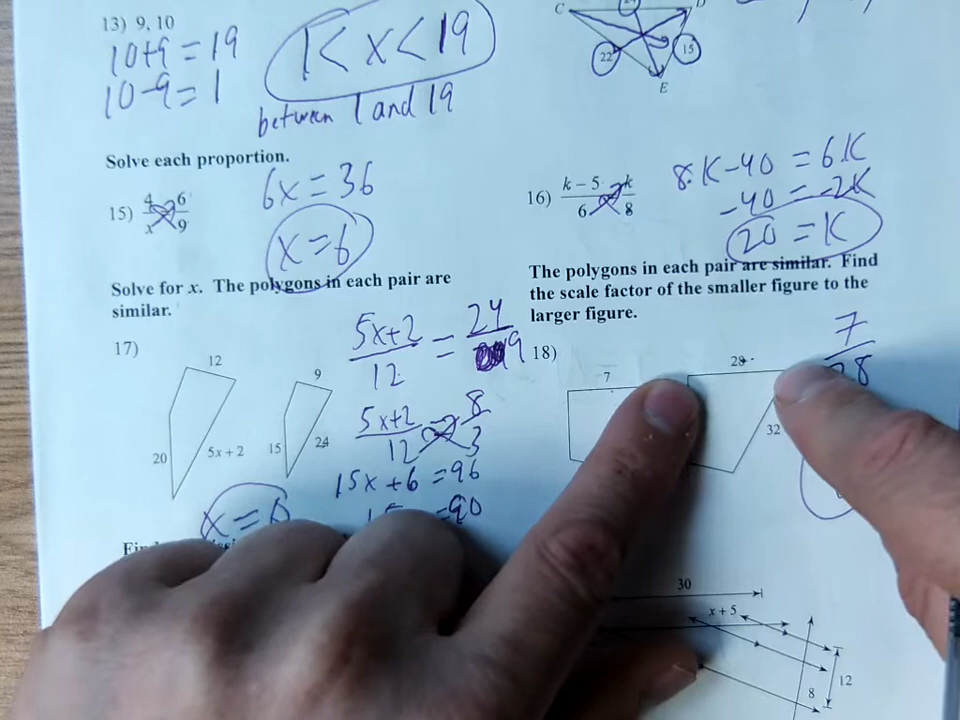 13) 9, 10
10+9 = 19
10-9 = 1
1 < x < 19
between 1 and 19
C
D
22
15
E
Solve each proportion.
15) 4/x = 6/9
6x = 36
x = 6
16) k − 5/6 = k/8
8k-40 = 6k
-40 = -2k
20 = k
Solve for x. The polygons in each pair are
similar.
17)
12
20
5x + 2
9
15
24
5x+2/12 = 24/9
5x+2/12 = 8/3
15x + 6 = 96
= 90
x = 6
The polygons in each pair are similar. Find
the scale factor of the smaller figure to the
larger figure.
18)
7
28
32
7/28
30
x + 5
8
12